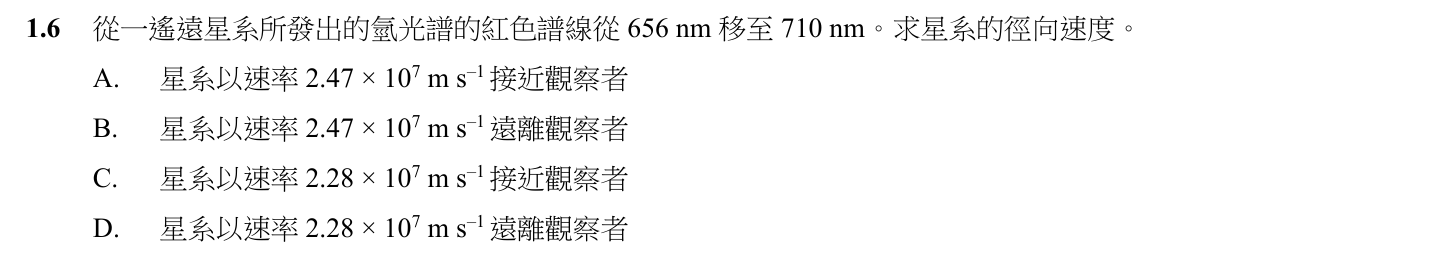 1.6 從一遙遠星系所發出的氫光譜的紅色譜線從 656 nm 移至 710 nm。求星系的徑向速度。
A. 星系以速率 2.47 × 10⁷ m s⁻¹ 接近觀察者
B. 星系以速率 2.47 × 10⁷ m s⁻¹ 遠離觀察者
C. 星系以速率 2.28 × 10⁷ m s⁻¹ 接近觀察者
D. 星系以速率 2.28 × 10⁷ m s⁻¹ 遠離觀察者